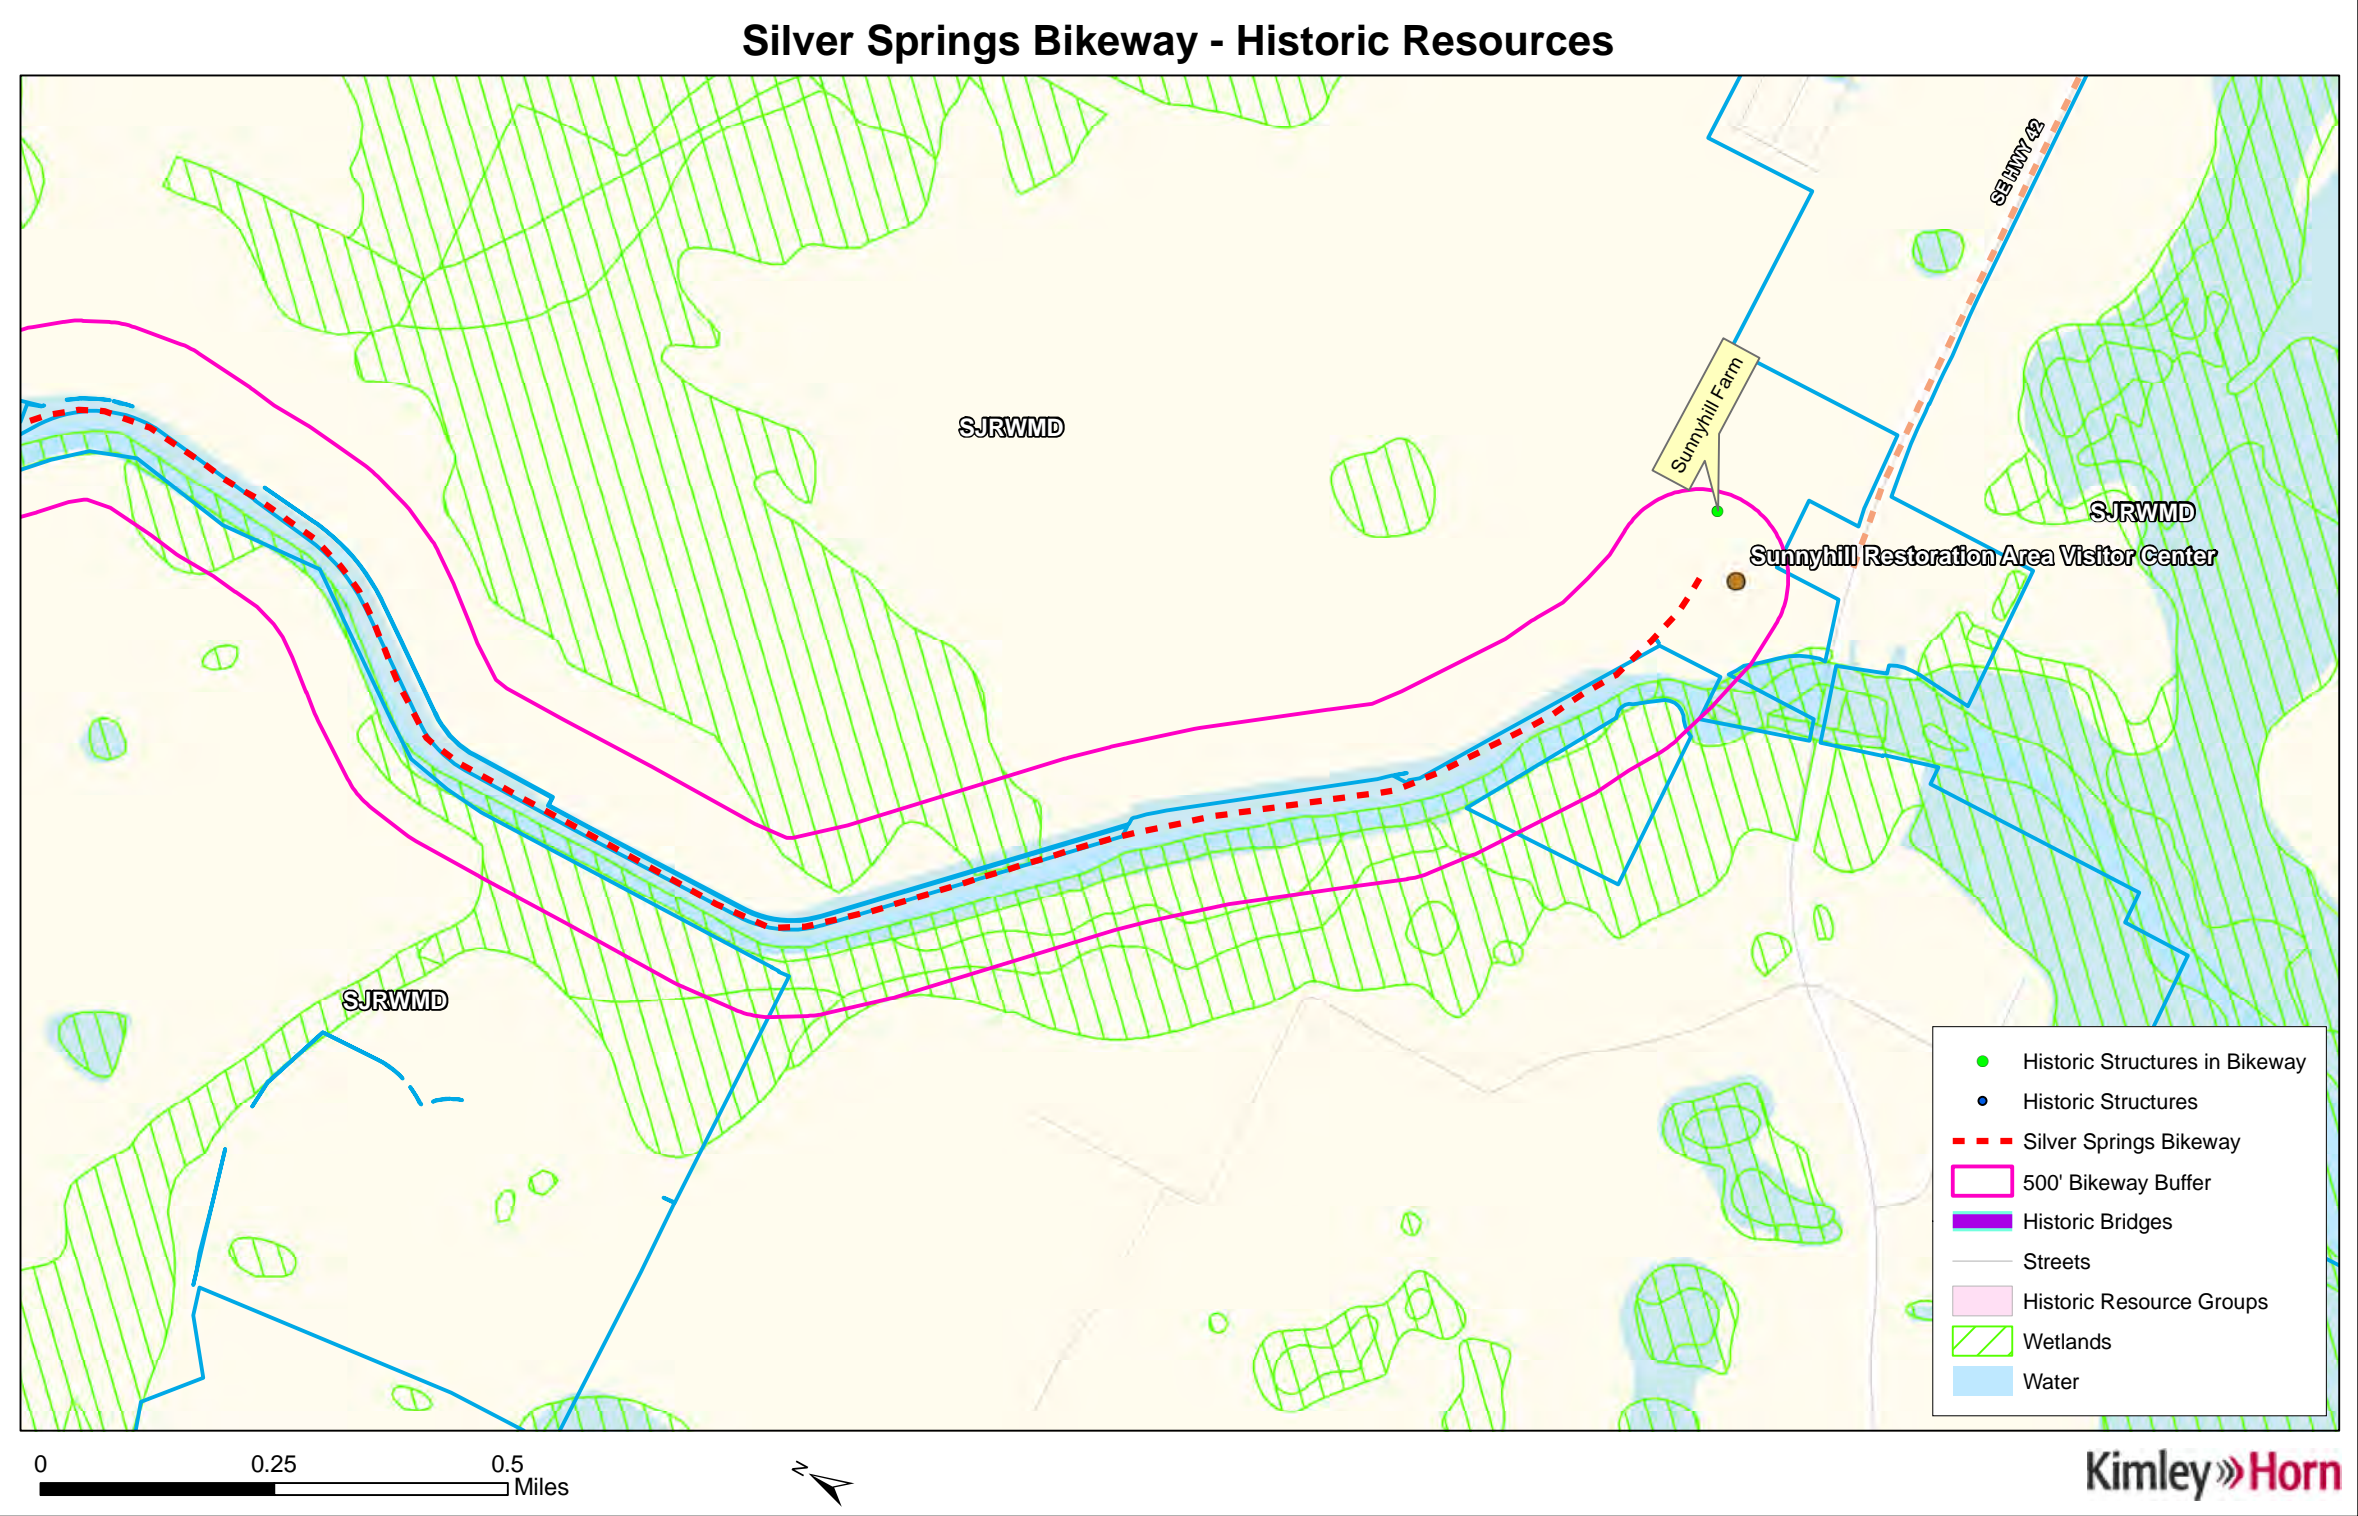 Silver Springs Bikeway - Historic Resources
SE HWY 42
Sunnyhill Farm
SJRWMD
SJRWMD
Sunnyhill Restoration Area Visitor Center
SJRWMD
Historic Structures in Bikeway
Historic Structures
Silver Springs Bikeway
500' Bikeway Buffer
Historic Bridges
Streets
Historic Resource Groups
Wetlands
Water
0 0.25 0.5
Miles
N
Kimley»Horn